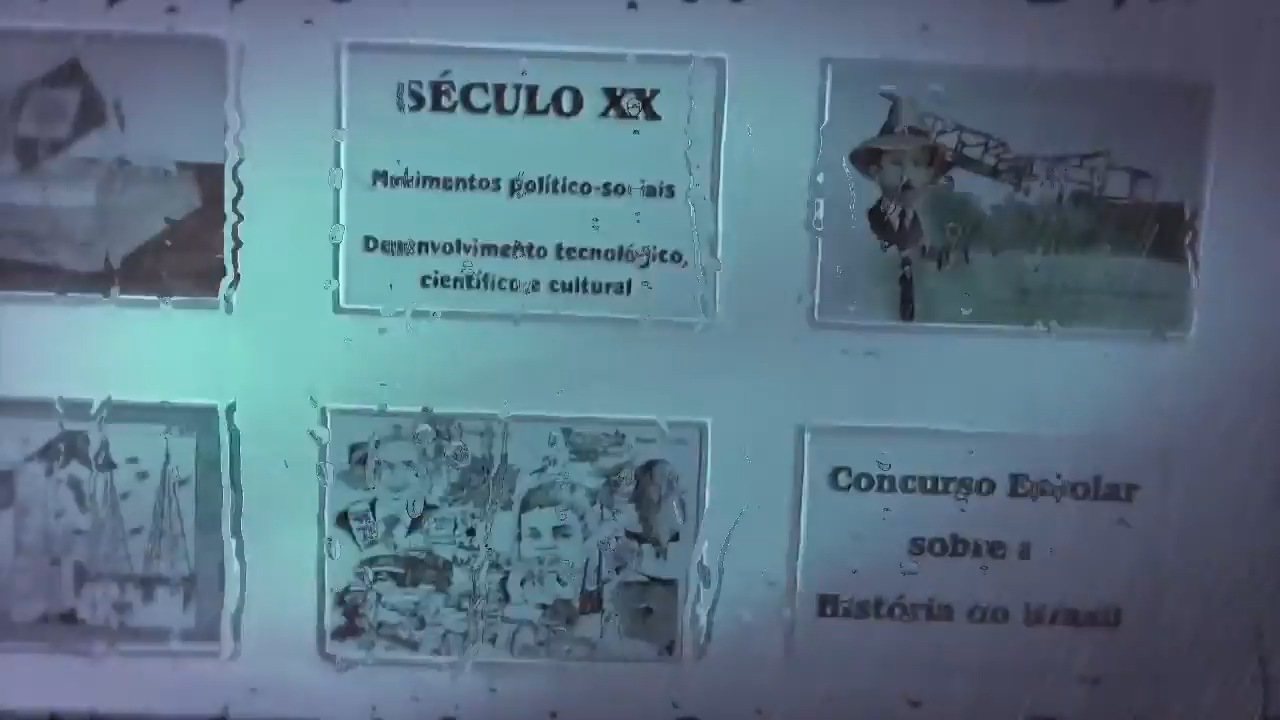 SÉCULO XX
Movimentos político-sociais
Desenvolvimento tecnológico,
científico e cultural
Concurso Escolar
sobre a
História do Brasil